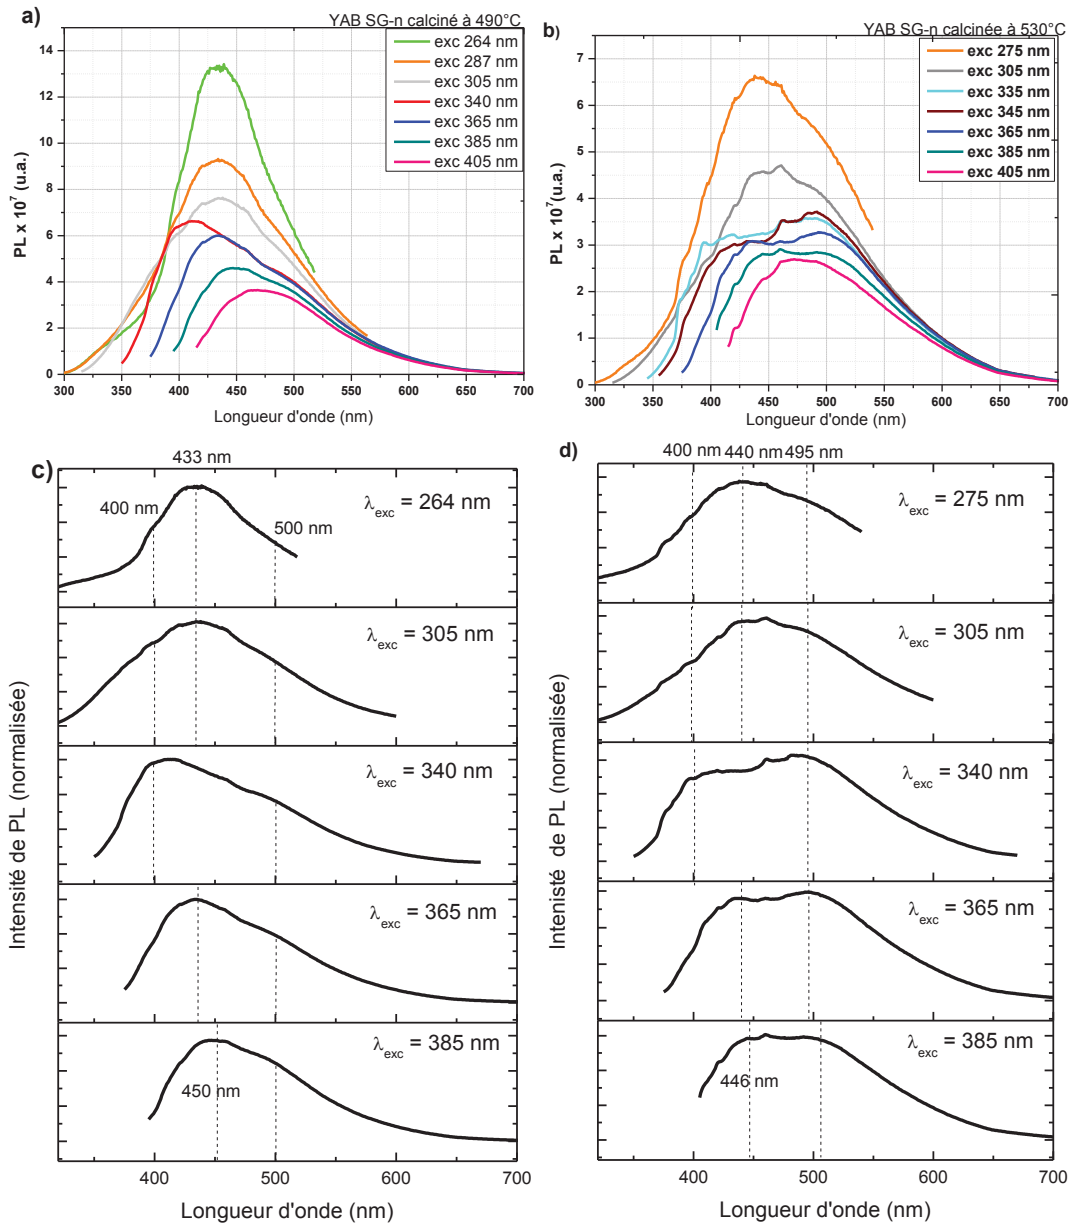 a)
YAB SG-n calciné à 490°C
exc 264 nm
exc 287 nm
exc 305 nm
exc 340 nm
exc 365 nm
exc 385 nm
exc 405 nm
PL x 10⁷ (u.a.)
14
12
10
8
6
4
2
0
300 350 400 450 500 550 600 650 700
Longueur d'onde (nm)
b)
YAB SG-n calcinée à 530°C
exc 275 nm
exc 305 nm
exc 335 nm
exc 345 nm
exc 365 nm
exc 385 nm
exc 405 nm
PL x 10⁷(u.a.)
7
6
5
4
3
2
1
0
300 350 400 450 500 550 600 650 700
Longueur d'onde (nm)
c)
433 nm
400 nm
500 nm
λexc = 264 nm
λexc = 305 nm
λexc = 340 nm
λexc = 365 nm
λexc = 385 nm
450 nm
Intensité de PL (normalisée)
400 500 600 700
Longueur d'onde (nm)
d)
400 nm 440 nm 495 nm
λexc = 275 nm
λexc = 305 nm
λexc = 340 nm
λexc = 365 nm
λexc = 385 nm
446 nm
Intenisté de PL (normalisée)
400 500 600 700
Longueur d'onde (nm)